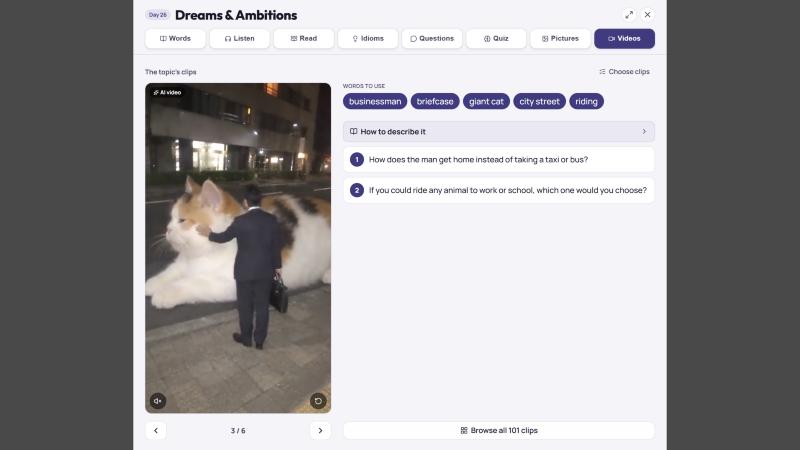 Day 26
Dreams & Ambitions
Words
Listen
Read
Idioms
Questions
Quiz
Pictures
Videos
The topic's clips
Choose clips
AI video
WORDS TO USE
businessman
briefcase
giant cat
city street
riding
How to describe it
1 How does the man get home instead of taking a taxi or bus?
2 If you could ride any animal to work or school, which one would you choose?
3 / 6
Browse all 101 clips